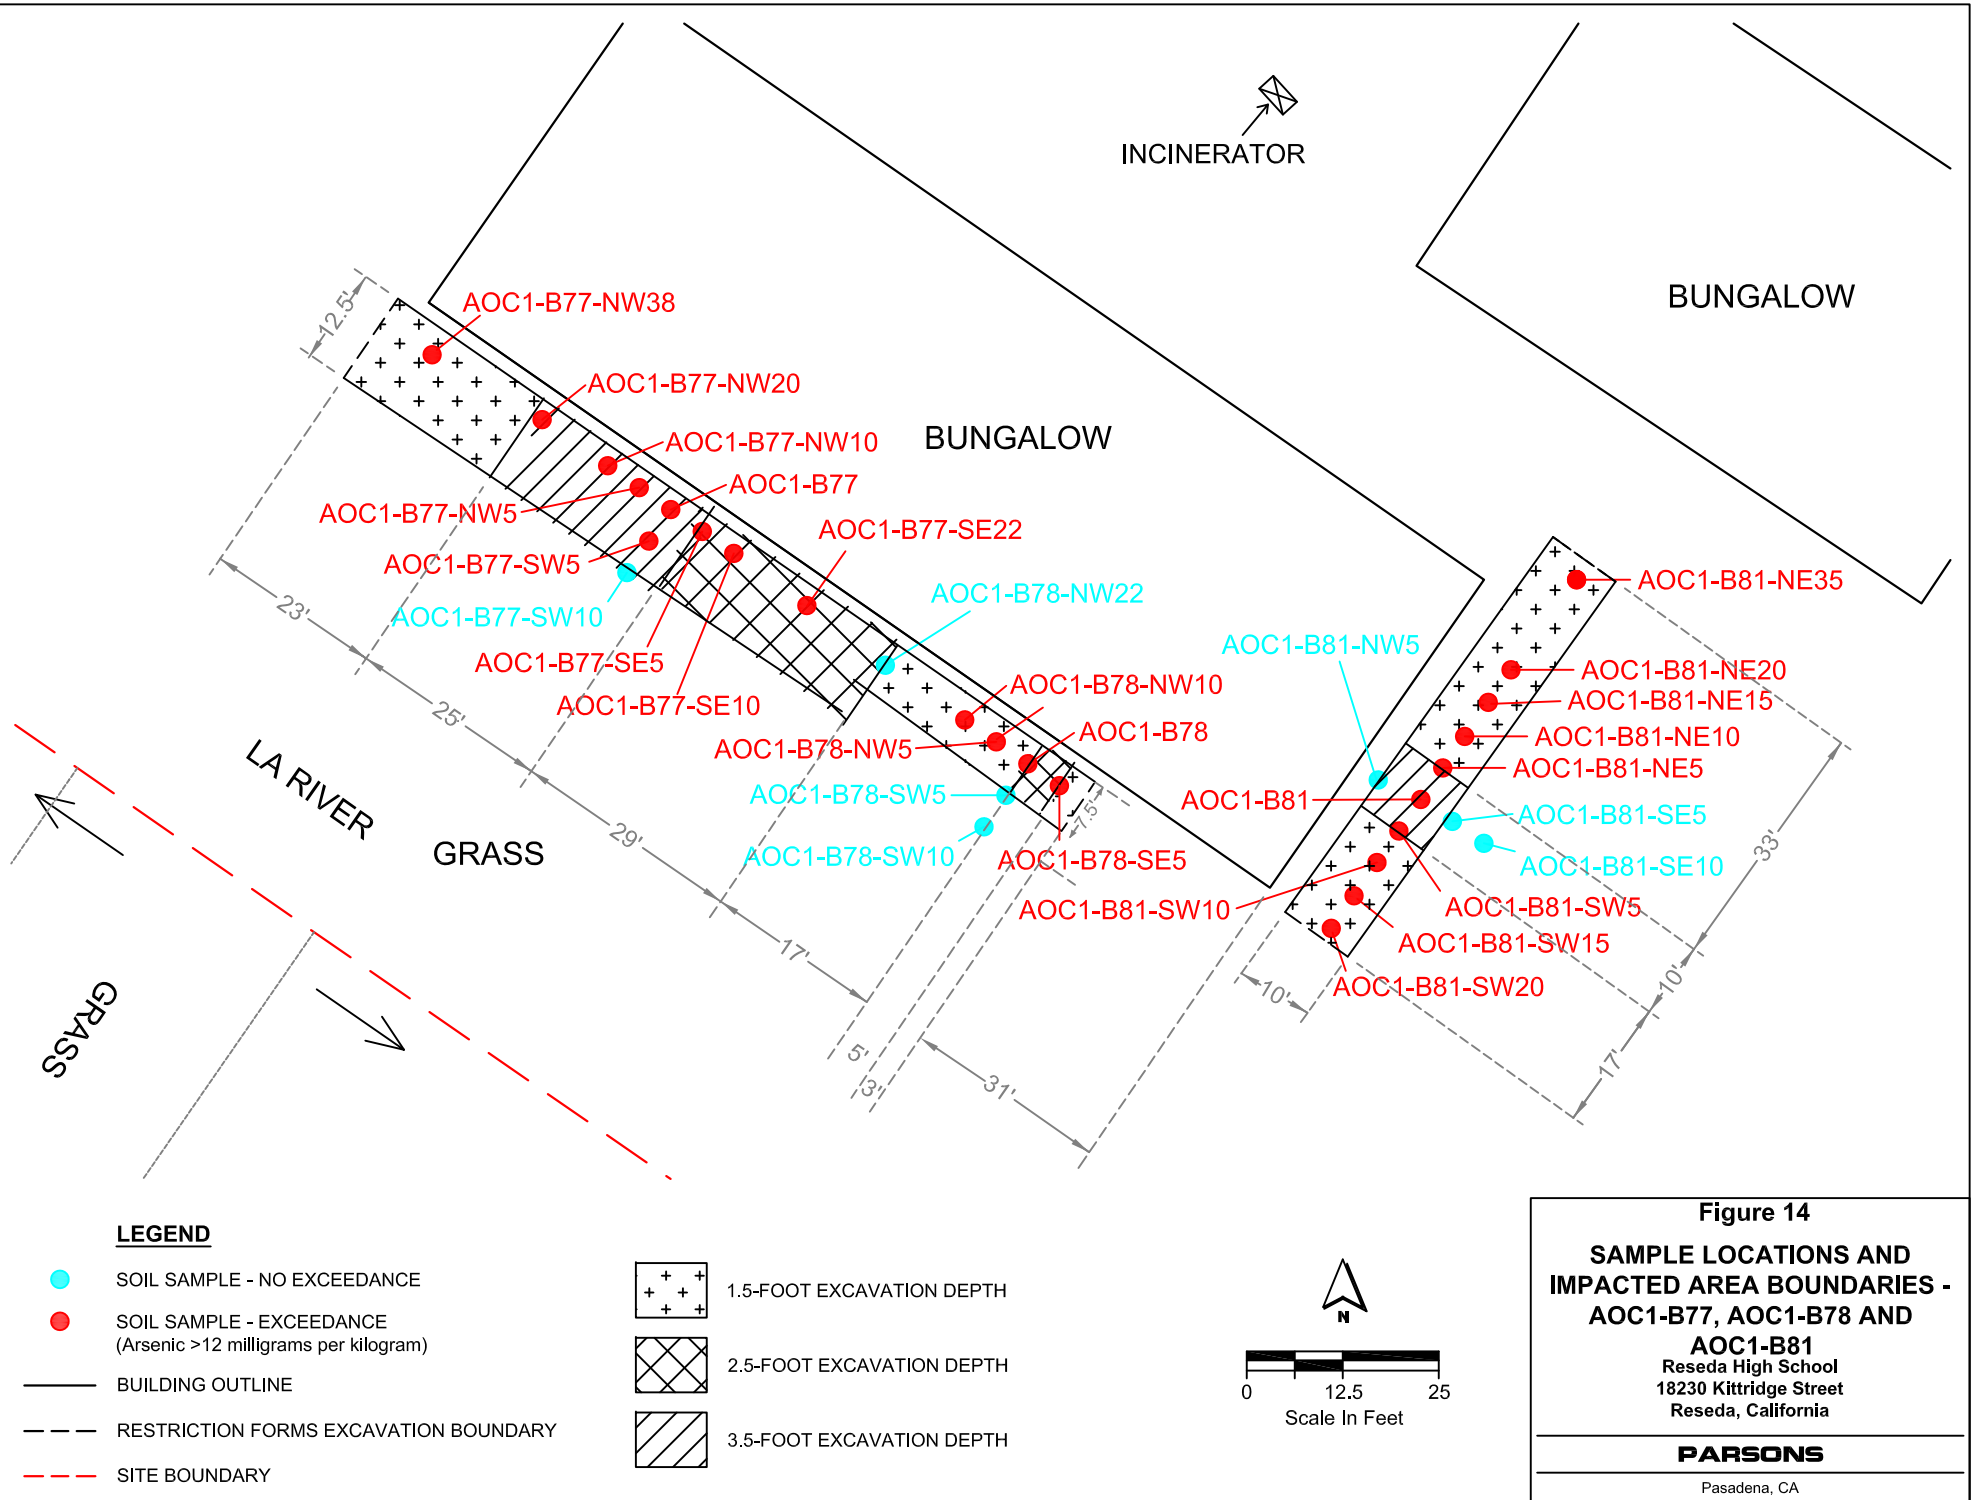 INCINERATOR
BUNGALOW
AOC1-B77-NW38
12.5'
AOC1-B77-NW20
BUNGALOW
AOC1-B77-NW10
AOC1-B77
AOC1-B77-NW5
AOC1-B77-SE22
AOC1-B77-SW5
AOC1-B78-NW22
AOC1-B77-SW10
AOC1-B77-SE5
AOC1-B77-SE10
AOC1-B78-NW10
AOC1-B78
AOC1-B78-NW5
AOC1-B78-SW5
AOC1-B78-SW10
AOC1-B78-SE5
7.5'
AOC1-B81-NE35
AOC1-B81-NW5
AOC1-B81-NE20
AOC1-B81-NE15
AOC1-B81-NE10
AOC1-B81-NE5
AOC1-B81
AOC1-B81-SE5
AOC1-B81-SE10
AOC1-B81-SW10
AOC1-B81-SW5
AOC1-B81-SW15
AOC1-B81-SW20
23'
25'
29'
17'
5'
3'
31'
10'
33'
10'
17'
LA RIVER
GRASS
GRASS
LEGEND
SOIL SAMPLE - NO EXCEEDANCE
SOIL SAMPLE - EXCEEDANCE
(Arsenic >12 milligrams per kilogram)
BUILDING OUTLINE
RESTRICTION FORMS EXCAVATION BOUNDARY
SITE BOUNDARY
1.5-FOOT EXCAVATION DEPTH
2.5-FOOT EXCAVATION DEPTH
3.5-FOOT EXCAVATION DEPTH
N
0 12.5 25
Scale In Feet
Figure 14
SAMPLE LOCATIONS AND
IMPACTED AREA BOUNDARIES -
AOC1-B77, AOC1-B78 AND
AOC1-B81
Reseda High School
18230 Kittridge Street
Reseda, California
PARSONS
Pasadena, CA